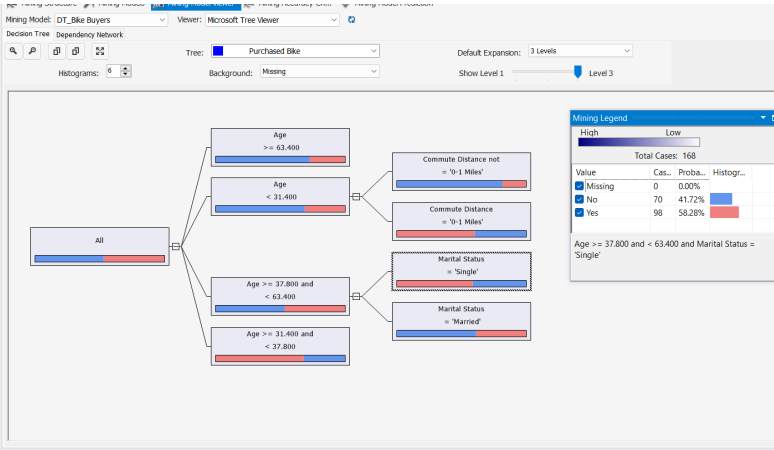 Mining Structure Mining Models Mining Model Viewer Mining Accuracy Ch... Mining Model Prediction
Mining Model: DT_Bike Buyers Viewer: Microsoft Tree Viewer
Decision Tree Dependency Network
Tree: Purchased Bike Default Expansion: 3 Levels
Histograms: 6 Background: Missing Show Level 1 Level 3
Mining Legend
High Low
Total Cases: 168
Value Cas... Proba... Histogr...
Missing 0 0.00%
No 70 41.72%
Yes 98 58.28%
Age >= 37.800 and < 63.400 and Marital Status =
'Single'
All
Age
>= 63.400
Age
< 31.400
Age >= 37.800 and
< 63.400
Age >= 31.400 and
< 37.800
Commute Distance not
= '0-1 Miles'
Commute Distance
= '0-1 Miles'
Marital Status
= 'Single'
Marital Status
= 'Married'